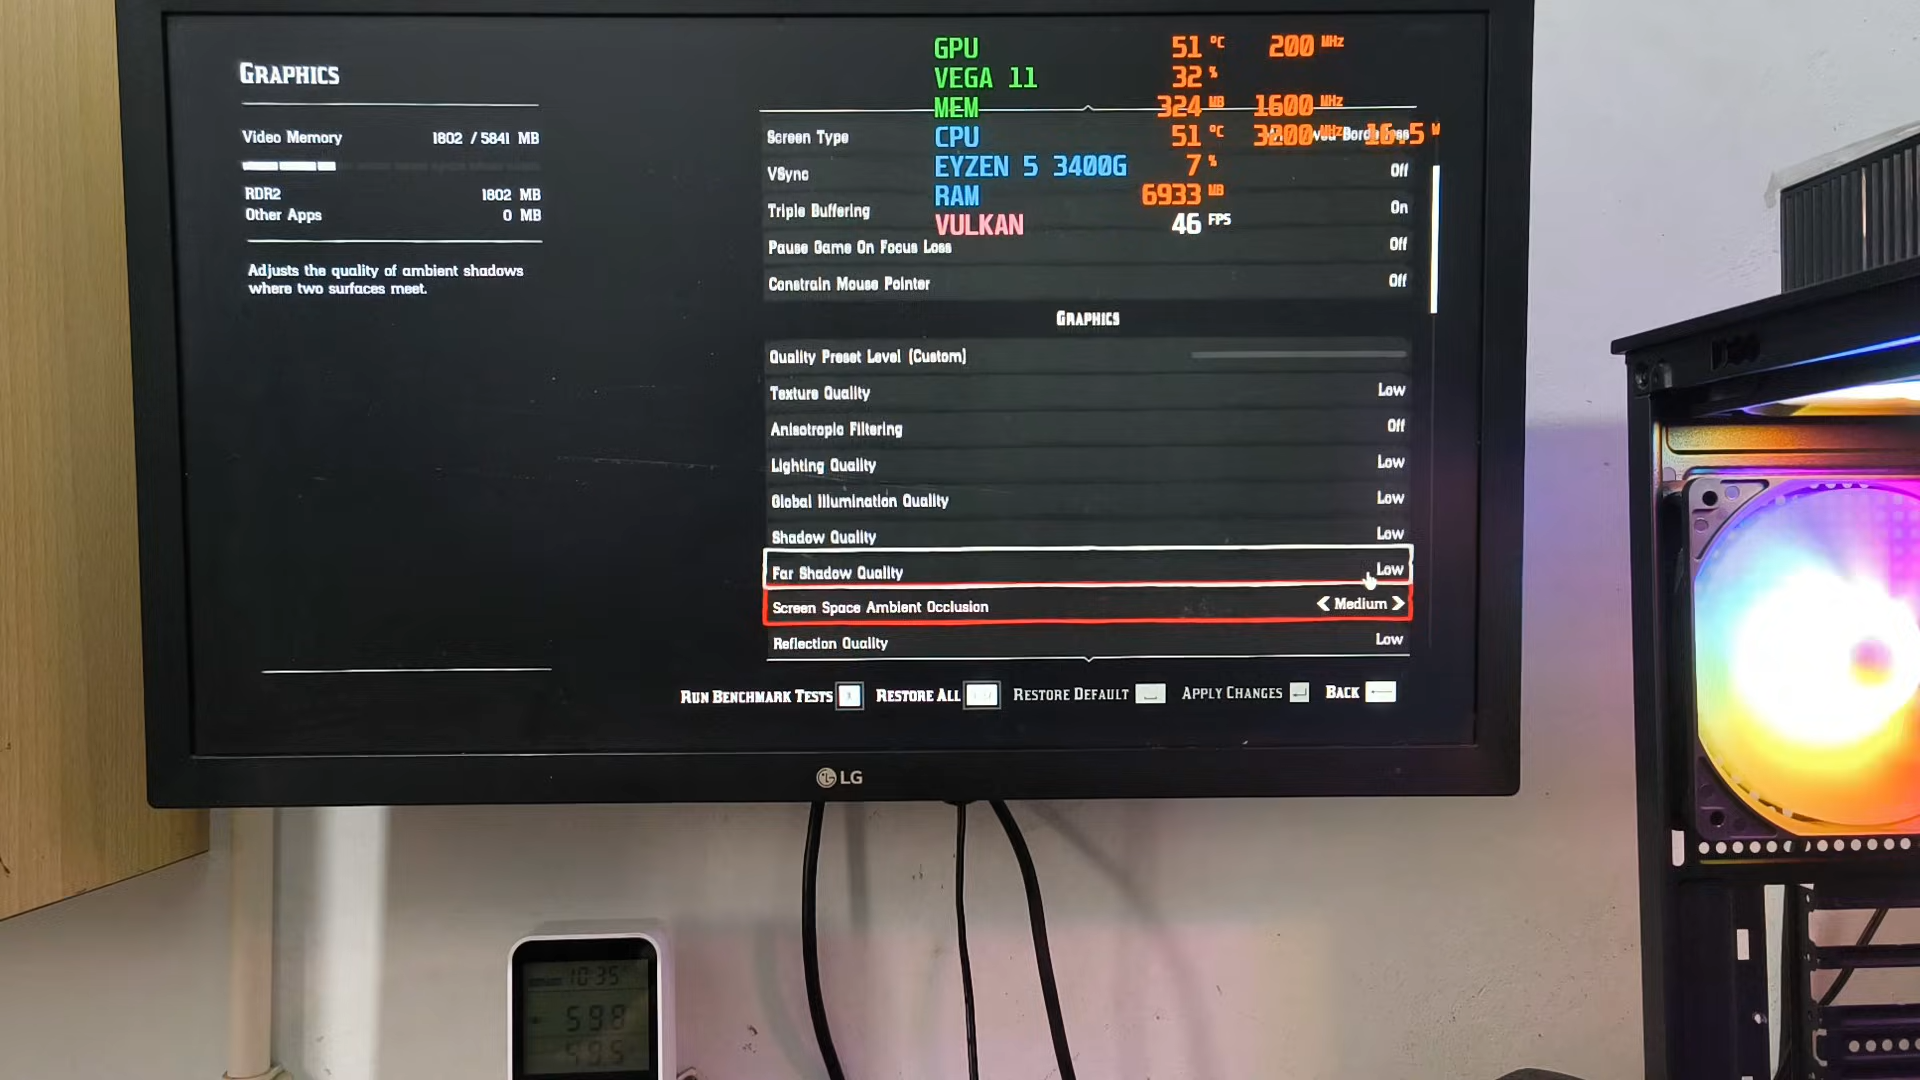 GRAPHICS
Video Memory 1802 / 5841 MB
RDR2 1802 MB
Other Apps 0 MB
Adjusts the quality of ambient shadows
where two surfaces meet.
GPU 51 °C 200 MHz
VEGA 11 32 %
MEM 324 MB 1600 MHz
CPU 51 °C 3200 MHz 16.5 W
EYZEN 5 3400G 7 %
RAM 6933 MB
VULKAN 46 FPS
Screen Type
VSync Off
Triple Buffering On
Pause Game On Focus Loss Off
Constrain Mouse Pointer Off
GRAPHICS
Quality Preset Level (Custom)
Texture Quality Low
Anisotropic Filtering Off
Lighting Quality Low
Global Illumination Quality Low
Shadow Quality Low
Far Shadow Quality Low
Screen Space Ambient Occlusion < Medium >
Reflection Quality Low
RUN BENCHMARK TESTS RESTORE ALL RESTORE DEFAULT APPLY CHANGES BACK
LG
10:35
59.8